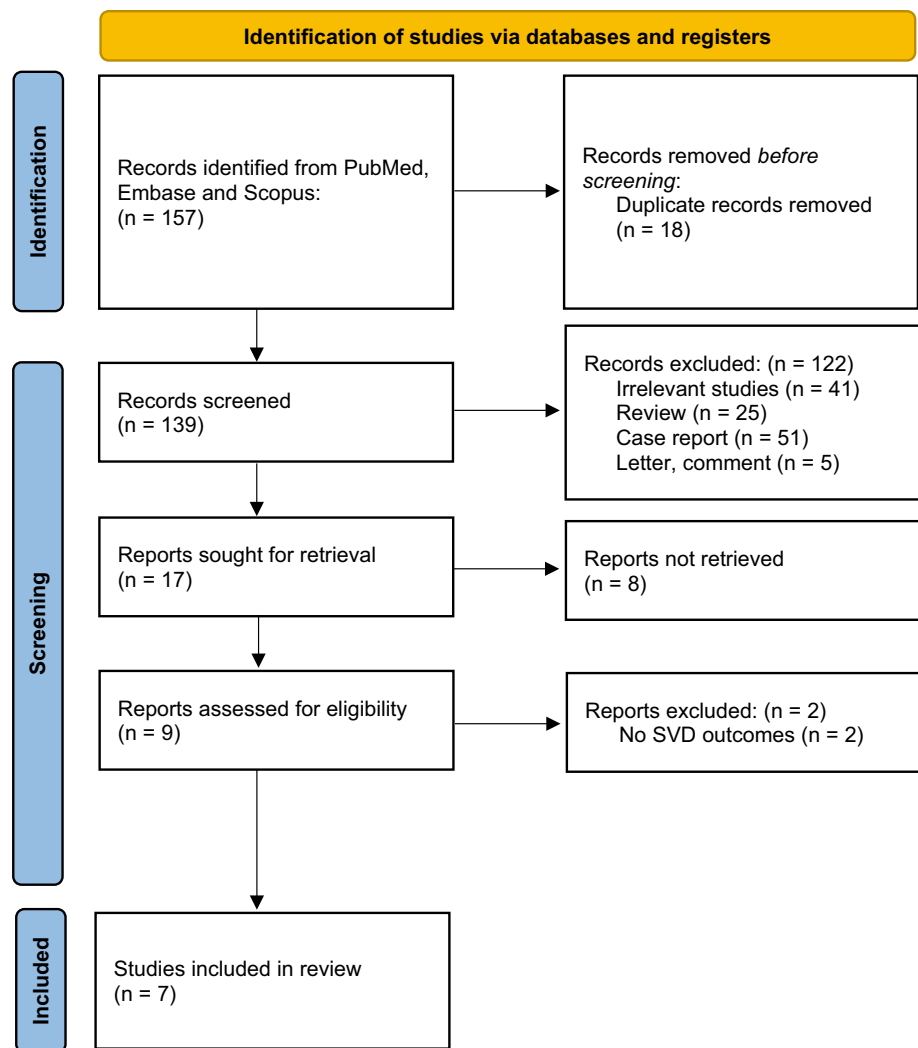 Identification of studies via databases and registers
Identification
Records identified from PubMed,
Embase and Scopus:
(n = 157)
Records removed before
screening:
Duplicate records removed
(n = 18)
Screening
Records screened
(n = 139)
Records excluded: (n = 122)
Irrelevant studies (n = 41)
Review (n = 25)
Case report (n = 51)
Letter, comment (n = 5)
Reports sought for retrieval
(n = 17)
Reports not retrieved
(n = 8)
Reports assessed for eligibility
(n = 9)
Reports excluded: (n = 2)
No SVD outcomes (n = 2)
Included
Studies included in review
(n = 7)